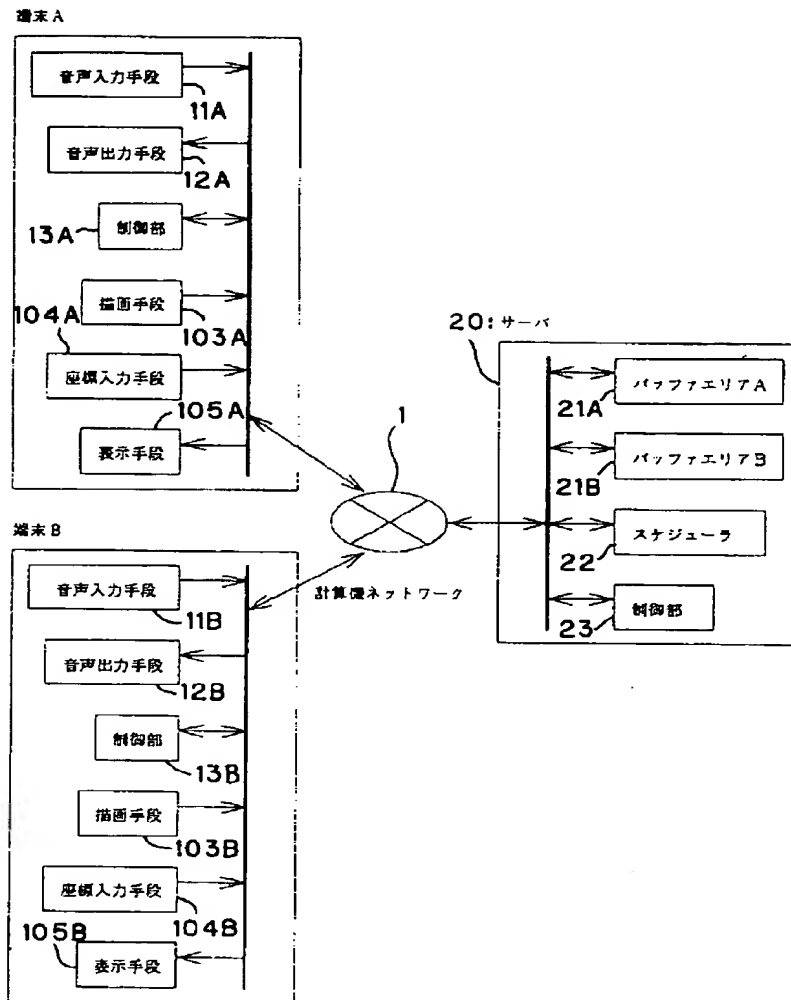 端末A
音声入力手段
11A
音声出力手段
12A
制御部
13A
描画手段
103A
104A
座標入力手段
105A
表示手段
端末B
音声入力手段
11B
音声出力手段
12B
制御部
13B
描画手段
103B
座標入力手段
104B
105B
表示手段
1
計算機ネットワーク
20:サーバ
バッファエリアA
21A
バッファエリアB
21B
スケジューラ
22
制御部
23